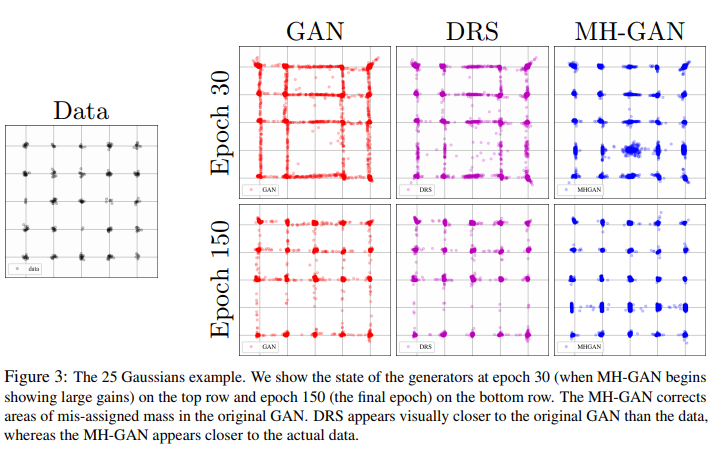 GAN DRS MH-GAN
Data
Epoch 30
data
GAN
DRS
MHGAN
Epoch 150
GAN
DRS
MHGAN
Figure 3: The 25 Gaussians example. We show the state of the generators at epoch 30 (when MH-GAN begins
showing large gains) on the top row and epoch 150 (the final epoch) on the bottom row. The MH-GAN corrects
areas of mis-assigned mass in the original GAN. DRS appears visually closer to the original GAN than the data,
whereas the MH-GAN appears closer to the actual data.